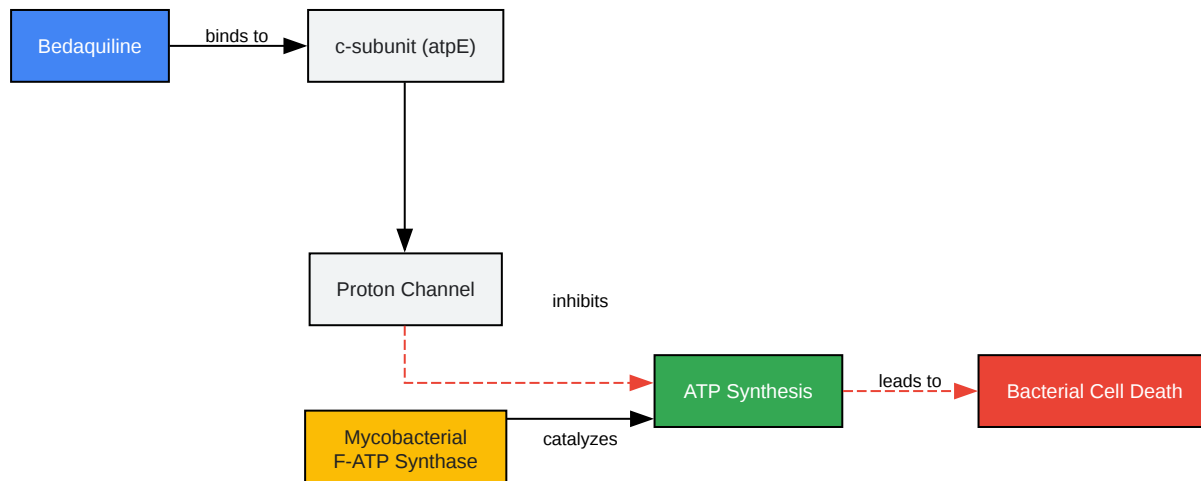 Bedaquiline
binds to
c-subunit (atpE)
Proton Channel
inhibits
ATP Synthesis
leads to
Bacterial Cell Death
Mycobacterial
F-ATP Synthase
catalyzes